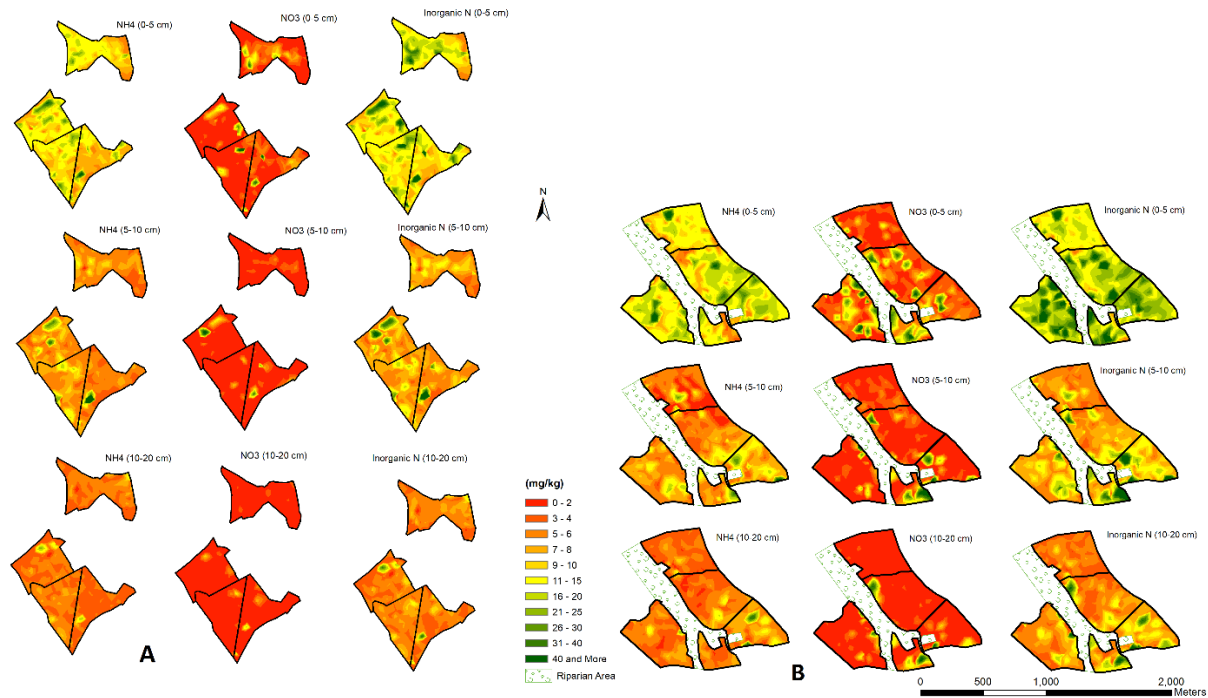 NH4 (0-5 cm)
NO3 (0 5 cm)
Inorganic N (0-5 cm)
NH4 (5-10 cm)
NO3 (5-10 cm)
Inorganic N (5-10 cm)
NH4 (10-20 cm)
NO3 (10-20 cm)
Inorganic N (10-20 cm)
A
N
(mg/kg)
0 - 2
3 - 4
5 - 6
7 - 8
9 - 10
11 - 15
16 - 20
21 - 25
26 - 30
31 - 40
40 and More
Riparian Area
NH4 (0-5 cm)
NO3 (0-5 cm)
Inorganic N (0-5 cm)
NH4 (5-10 cm)
NO3 (5-10 cm)
Inorganic N (5-10 cm)
NH4 (10-20 cm)
NO3 (10-20 cm)
Inorganic N (10-20 cm)
B
0 500 1,000 2,000
Meters